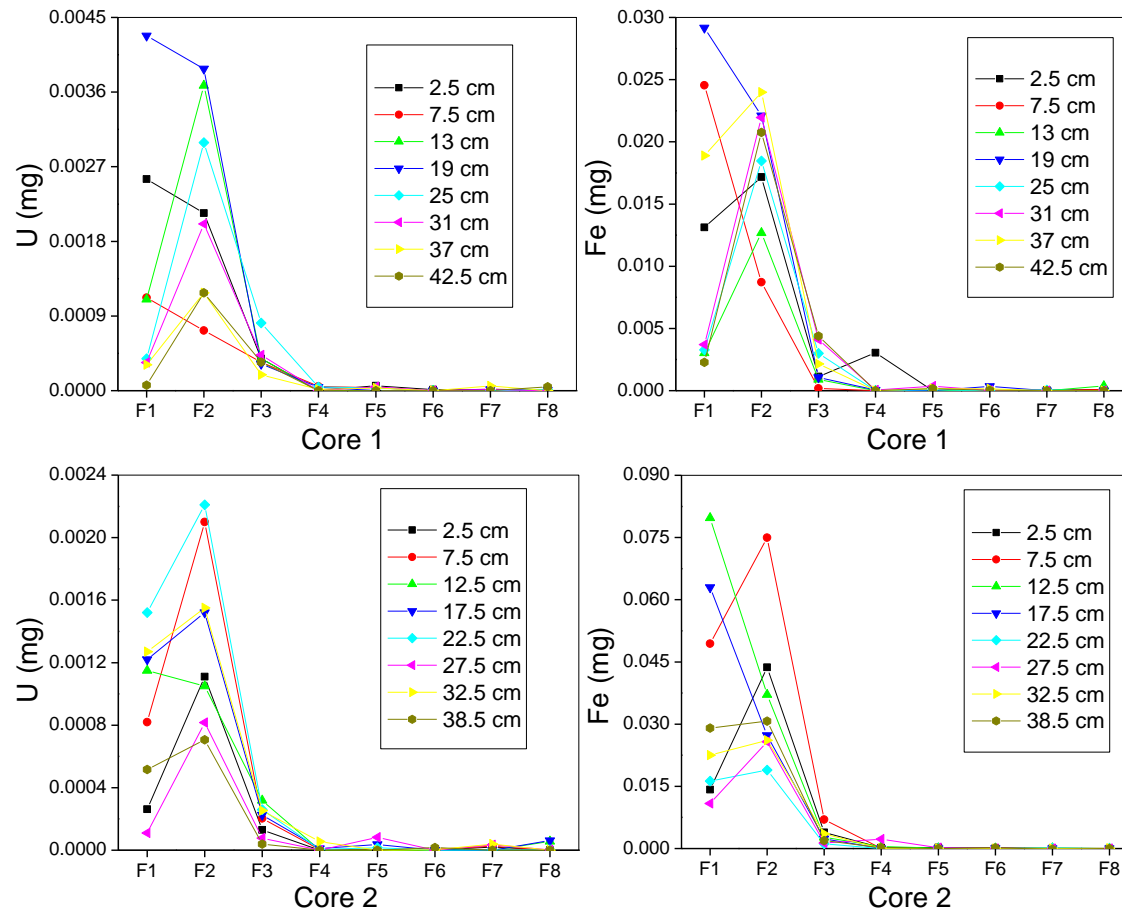 U (mg)
0.0045
0.0036
0.0027
0.0018
0.0009
0.0000
F1 F2 F3 F4 F5 F6 F7 F8
Core 1
2.5 cm
7.5 cm
13 cm
19 cm
25 cm
31 cm
37 cm
42.5 cm
Fe (mg)
0.030
0.025
0.020
0.015
0.010
0.005
0.000
F1 F2 F3 F4 F5 F6 F7 F8
Core 1
2.5 cm
7.5 cm
13 cm
19 cm
25 cm
31 cm
37 cm
42.5 cm
U (mg)
0.0024
0.0020
0.0016
0.0012
0.0008
0.0004
0.0000
F1 F2 F3 F4 F5 F6 F7 F8
Core 2
2.5 cm
7.5 cm
12.5 cm
17.5 cm
22.5 cm
27.5 cm
32.5 cm
38.5 cm
Fe (mg)
0.090
0.075
0.060
0.045
0.030
0.015
0.000
F1 F2 F3 F4 F5 F6 F7 F8
Core 2
2.5 cm
7.5 cm
12.5 cm
17.5 cm
22.5 cm
27.5 cm
32.5 cm
38.5 cm